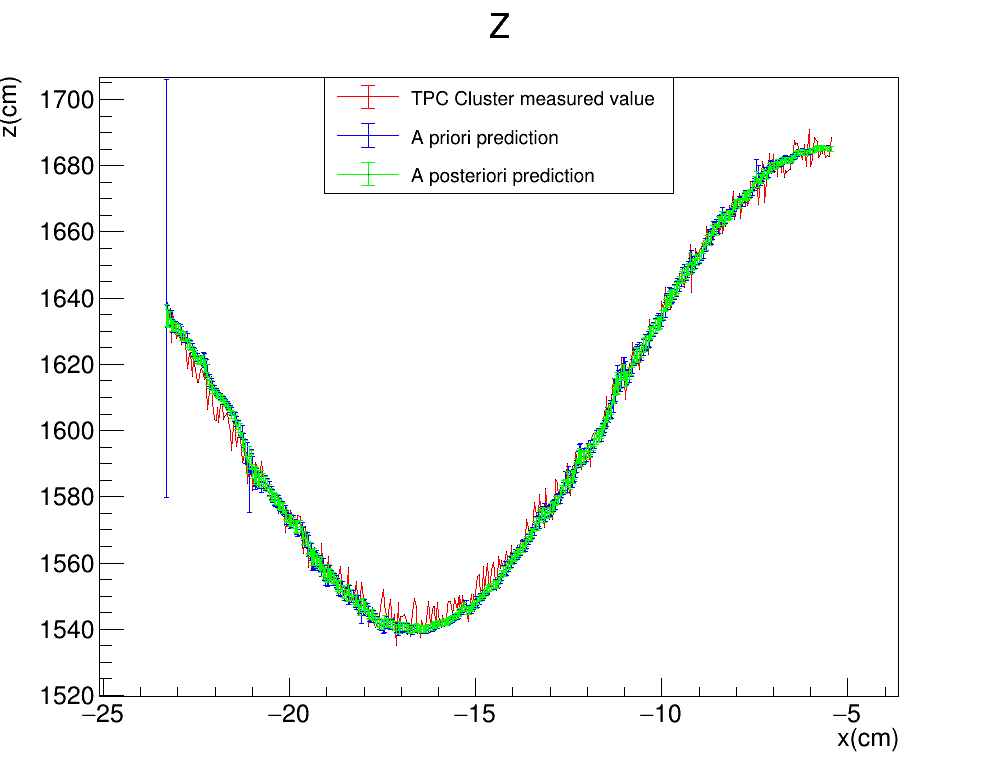 Z
z(cm)
TPC Cluster measured value
A priori prediction
A posteriori prediction
1700
1680
1660
1640
1620
1600
1580
1560
1540
1520
−25 −20 −15 −10 −5
x(cm)